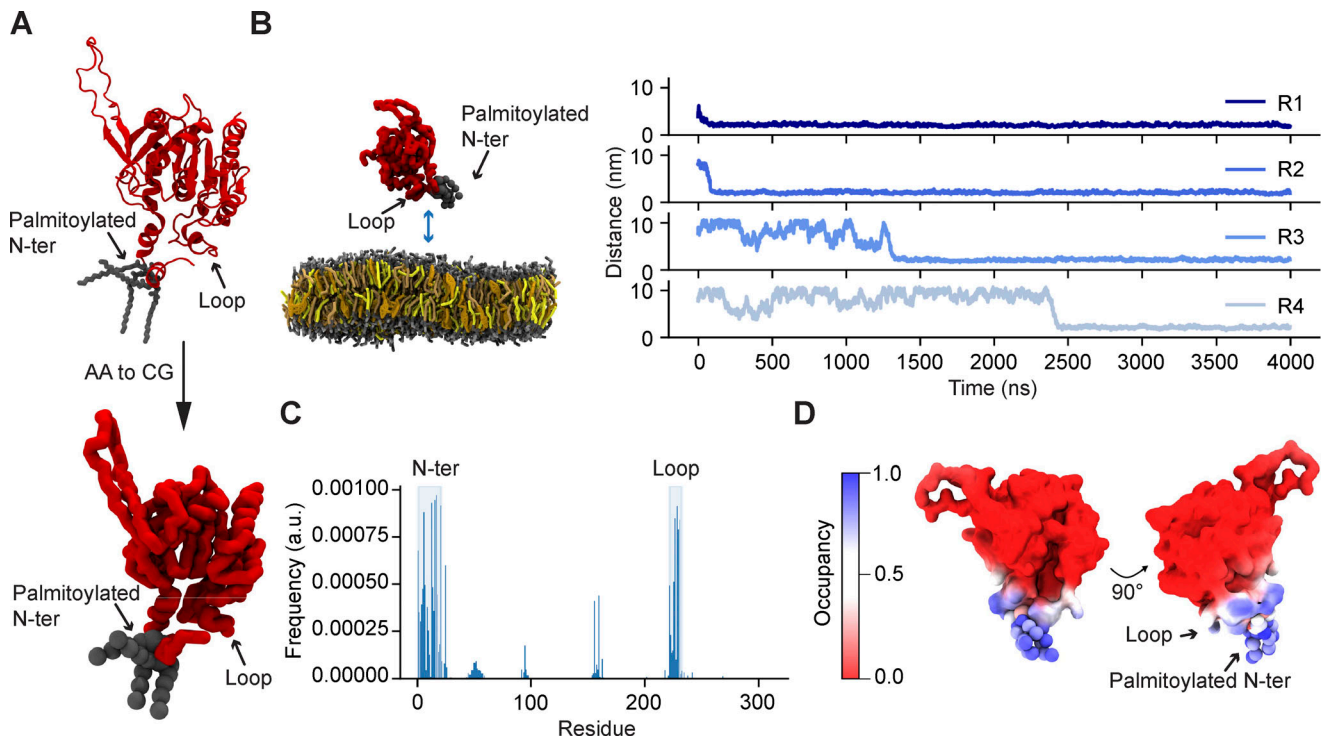 A
Palmitoylated
N-ter
Loop
AA to CG
Palmitoylated
N-ter
Loop
B
Palmitoylated
N-ter
Loop
Distance (nm)
10
0
R1
10
0
R2
10
0
R3
10
0
R4
0 500 1000 1500 2000 2500 3000 3500 4000
Time (ns)
C
N-ter
Loop
Frequency (a.u.)
0.00100
0.00075
0.00050
0.00025
0.00000
0 100 200 300
Residue
D
Occupancy
1.0
0.5
0.0
90°
Loop
Palmitoylated N-ter